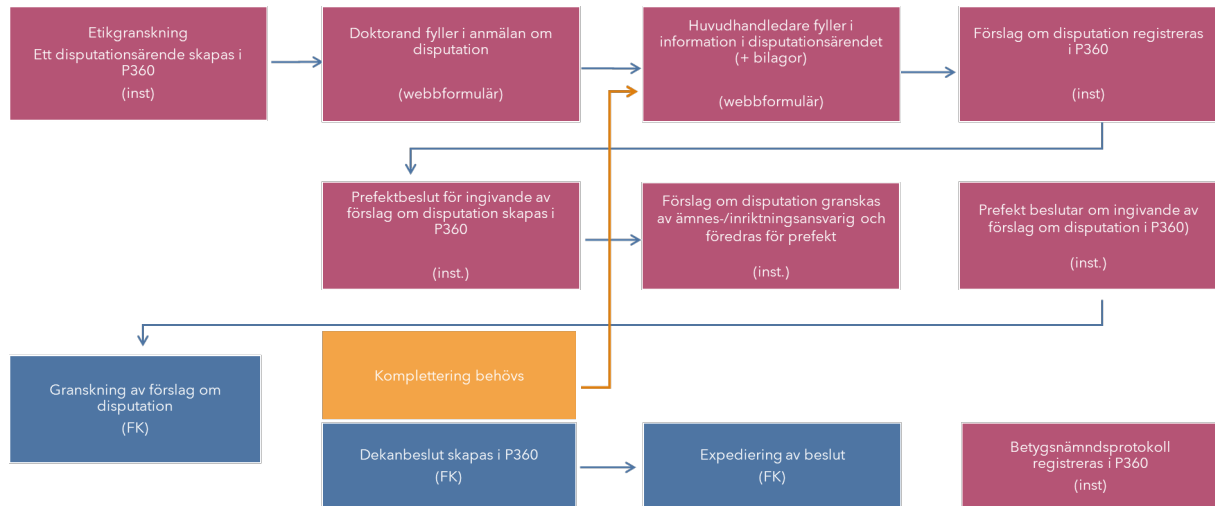 Etikgranskning
Ett disputationsärende skapas i
P360
(inst)
Doktorand fyller i anmälan om
disputation
(webbformulär)
Huvudhandledare fyller i
information i disputationsärendet
(+ bilagor)
(webbformulär)
Förslag om disputation registreras
i P360
(inst)
Prefektbeslut för ingivande av
förslag om disputation skapas i
P360
(inst.)
Förslag om disputation granskas
av ämnes-/inriktningsansvarig och
föredras för prefekt
(inst.)
Prefekt beslutar om ingivande av
förslag om disputation i P360)
(inst.)
Granskning av förslag om
disputation
(FK)
Komplettering behövs
Dekanbeslut skapas i P360
(FK)
Expediering av beslut
(FK)
Betygsnämndsprotokoll
registreras i P360
(inst)